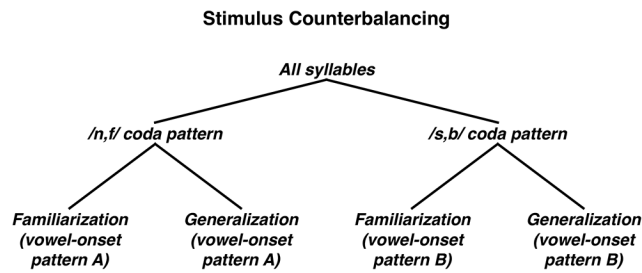 Stimulus Counterbalancing
All syllables
/n,f/ coda pattern
/s,b/ coda pattern
Familiarization
(vowel-onset
pattern A)
Generalization
(vowel-onset
pattern A)
Familiarization
(vowel-onset
pattern B)
Generalization
(vowel-onset
pattern B)